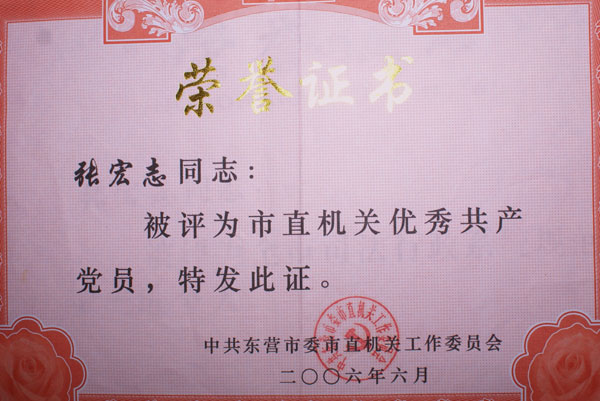 荣誉证书
张宏志同志：
被评为市直机关优秀共产
党员，特发此证。
中共东营市委市直机关工作委员会
二〇〇六年六月